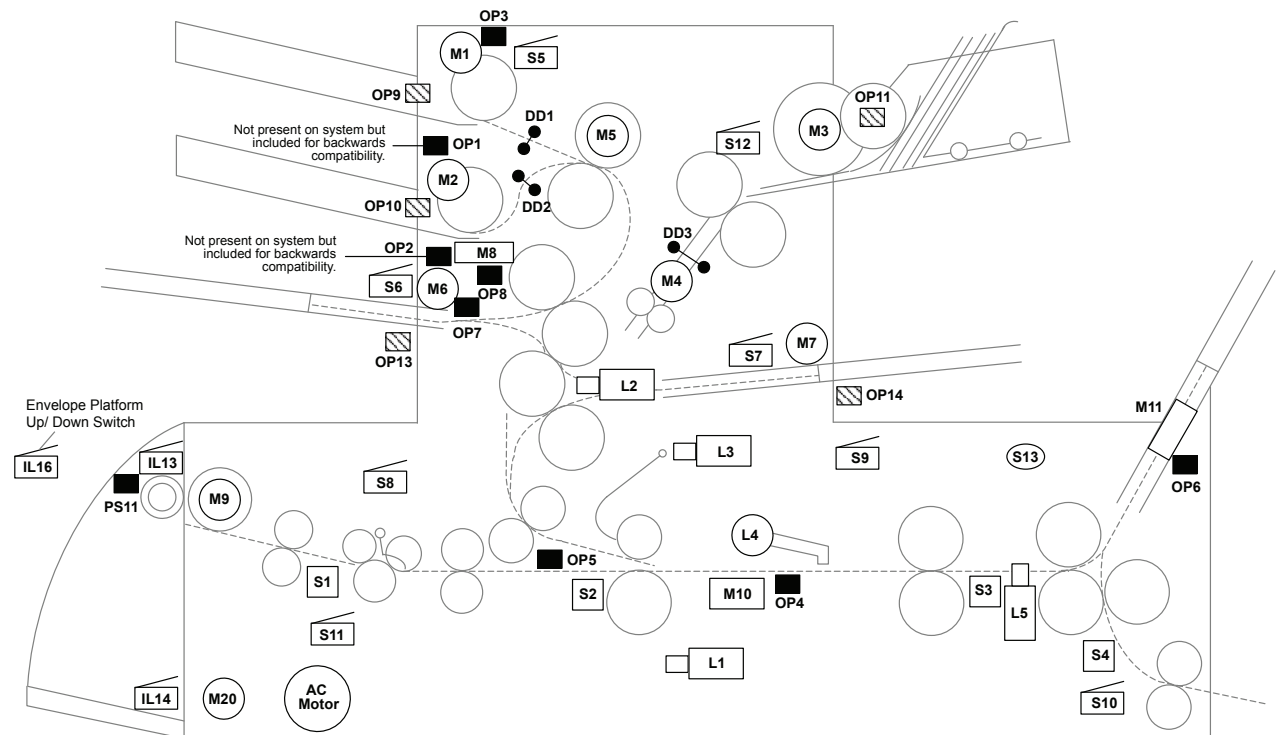 OP3
M1
S5
OP9
OP11
DD1
M5
M3
Not present on system but
included for backwards
compatibility.
OP1
S12
M2
OP10
DD2
DD3
Not present on system but
included for backwards
compatibility.
OP2
M8
S6
M6
OP8
M4
OP7
OP13
S7
M7
L2
OP14
Envelope Platform
Up/ Down Switch
M11
IL16
IL13
L3
S9
S13
OP6
S8
PS11
M9
L4
OP5
S1
S2
M10
OP4
S3
L5
S11
L1
S4
IL14
M20
AC
Motor
S10